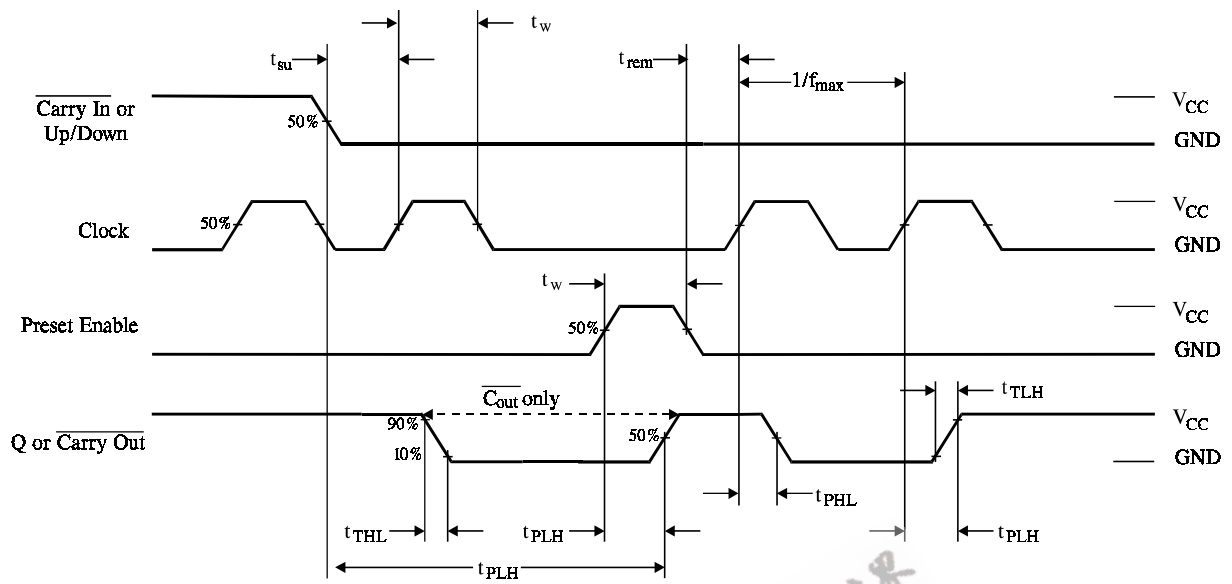 t_w
t_su
t_rem
1/f_max
Carry In or
Up/Down
50%
V_CC
GND
Clock
50%
V_CC
GND
t_w
Preset Enable
50%
V_CC
GND
C_out only
t_TLH
Q or Carry Out
90%
10%
50%
V_CC
GND
t_PHL
t_THL
t_PLH
t_PLH
t_PLH